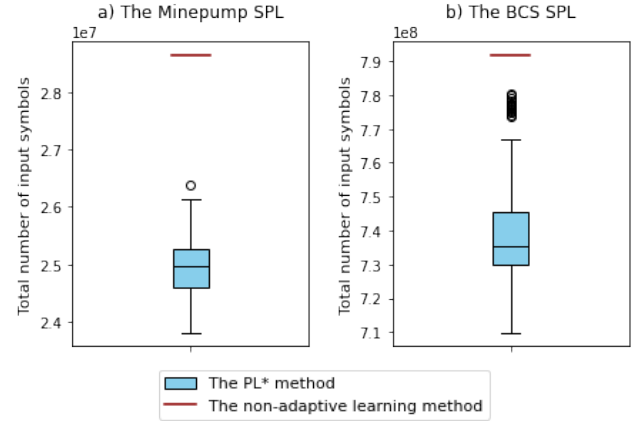 a) The Minepump SPL
b) The BCS SPL
1e7
1e8
Total number of input symbols
2.8
2.7
2.6
2.5
2.4
Total number of input symbols
7.9
7.8
7.7
7.6
7.5
7.4
7.3
7.2
7.1
The PL* method
The non-adaptive learning method